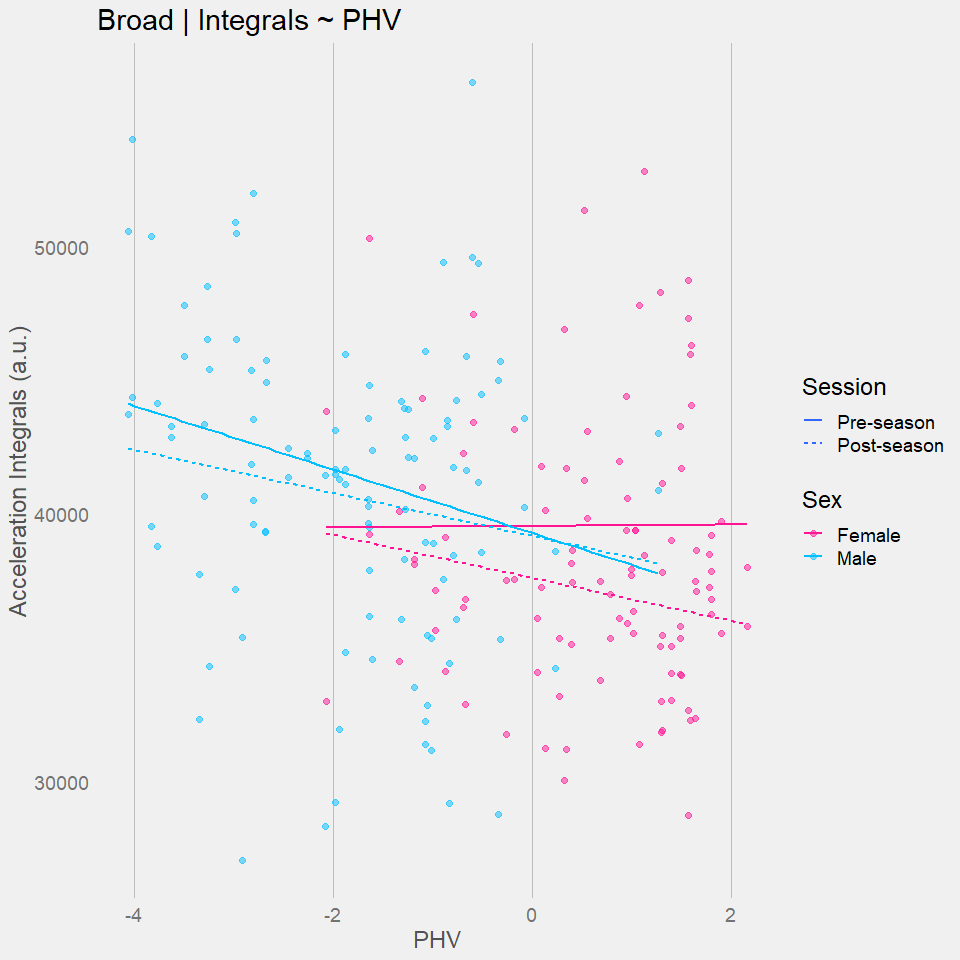 Broad | Integrals ~ PHV
Acceleration Integrals (a.u.)
50000
40000
30000
-4
-2
0
2
PHV
Session
Pre-season
Post-season
Sex
Female
Male